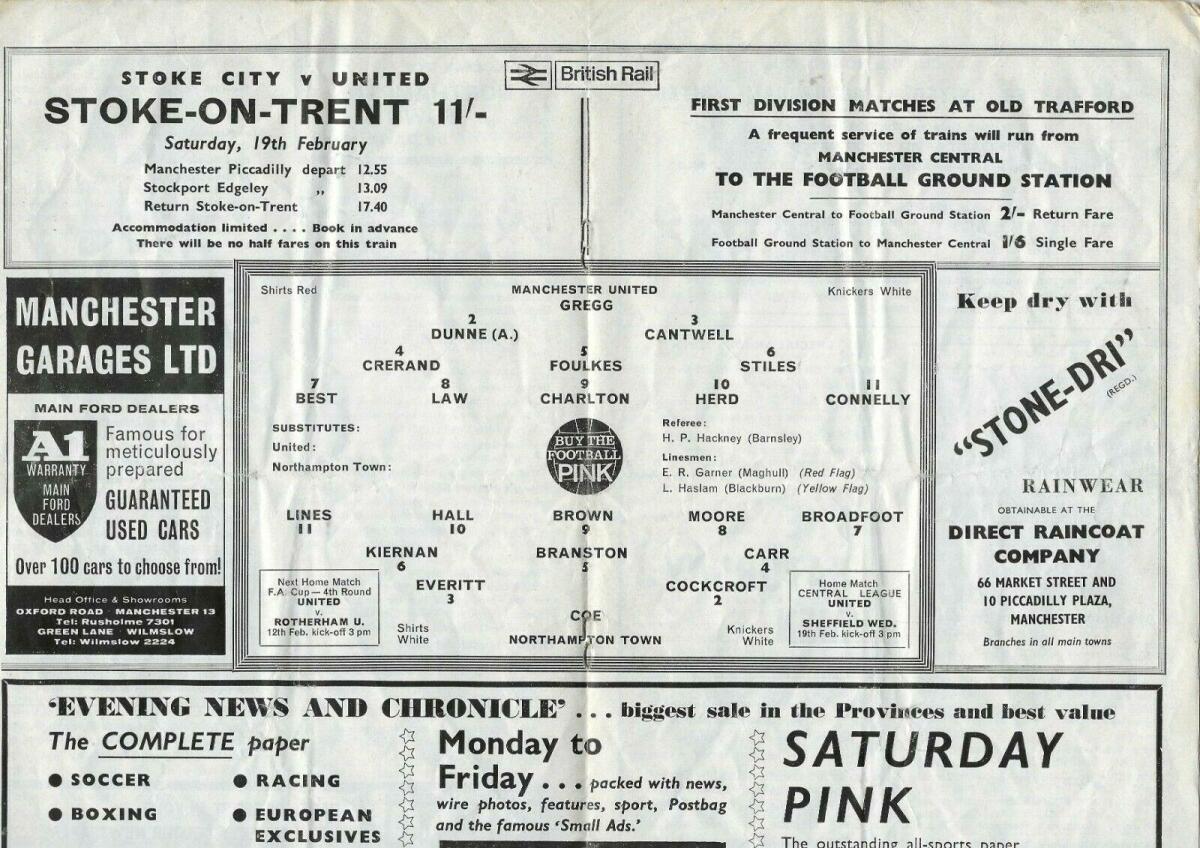 STOKE CITY v UNITED
STOKE-ON-TRENT 11/-
Saturday, 19th February
Manchester Piccadilly depart 12.55
Stockport Edgeley ,, 13.09
Return Stoke-on-Trent 17.40
Accommodation limited . . . . Book in advance
There will be no half fares on this train
British Rail
FIRST DIVISION MATCHES AT OLD TRAFFORD
A frequent service of trains will run from
MANCHESTER CENTRAL
TO THE FOOTBALL GROUND STATION
Manchester Central to Football Ground Station 2/- Return Fare
Football Ground Station to Manchester Central 1/6 Single Fare
MANCHESTER
GARAGES LTD
MAIN FORD DEALERS
A1
WARRANTY
MAIN
FORD
DEALERS
Famous for
meticulously
prepared
GUARANTEED
USED CARS
Over 100 cars to choose from!
Head Office & Showrooms
OXFORD ROAD · MANCHESTER 13
Tel: Rusholme 7301
GREEN LANE · WILMSLOW
Tel: Wilmslow 2224
Shirts Red
MANCHESTER UNITED
Knickers White
GREGG
2 3
DUNNE (A.) CANTWELL
4 5 6
CRERAND FOULKES STILES
7 8 9 10 11
BEST LAW CHARLTON HERD CONNELLY
SUBSTITUTES:
United:
Northampton Town:
BUY THE
FOOTBALL
PINK
Referee:
H. P. Hackney (Barnsley)
Linesmen:
E. R. Garner (Maghull) (Red Flag)
L. Haslam (Blackburn) (Yellow Flag)
LINES HALL BROWN MOORE BROADFOOT
11 10 9 8 7
KIERNAN BRANSTON CARR
6 5 4
EVERITT COCKCROFT
3 2
COE
NORTHAMPTON TOWN
Next Home Match
F.A. Cup — 4th Round
UNITED
v.
ROTHERHAM U.
12th Feb. kick-off 3 pm
Shirts
White
Knickers
White
Home Match
CENTRAL LEAGUE
UNITED
v.
SHEFFIELD WED.
19th Feb. kick-off 3 pm
Keep dry with
"STONE-DRI"
(REGD.)
RAINWEAR
OBTAINABLE AT THE
DIRECT RAINCOAT
COMPANY
66 MARKET STREET AND
10 PICCADILLY PLAZA,
MANCHESTER
Branches in all main towns
'EVENING NEWS AND CHRONICLE' . . . biggest sale in the Provinces and best value
The COMPLETE paper
● SOCCER ● RACING
● BOXING ● EUROPEAN
EXCLUSIVES
Monday to
Friday . . . packed with news,
wire photos, features, sport, Postbag
and the famous 'Small Ads.'
SATURDAY
PINK
The outstanding all-sports paper